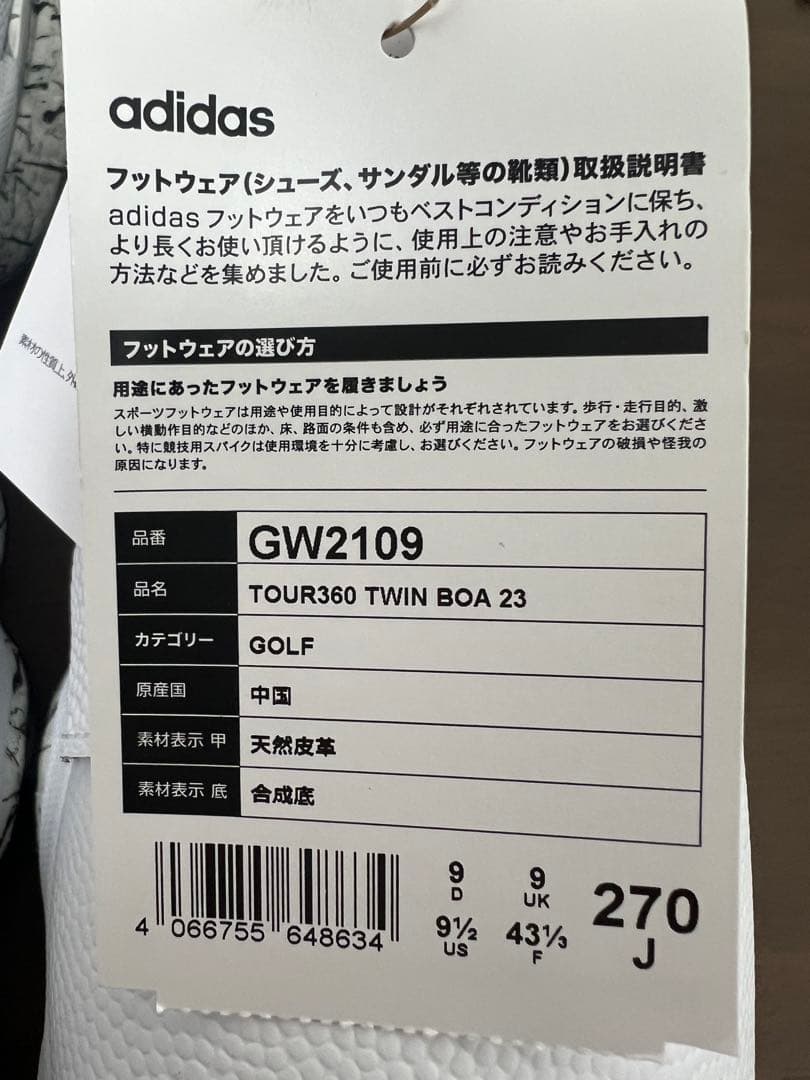 adidas
フットウェア(シューズ、サンダル等の靴類)取扱説明書
adidas フットウェアをいつもベストコンディションに保ち、
より長くお使い頂けるように、使用上の注意やお手入れの
方法などを集めました。ご使用前に必ずお読みください。
フットウェアの選び方
用途にあったフットウェアを履きましょう
スポーツフットウェアは用途や使用目的によって設計がそれぞれされています。歩行・走行目的、激
しい横動作目的などのほか、床、路面の条件も含め、必ず用途に合ったフットウェアをお選びくださ
い。特に競技用スパイクは使用環境を十分に考慮し、お選びください。フットウェアの破損や怪我の
原因になります。
品番 GW2109
品名 TOUR360 TWIN BOA 23
カテゴリー GOLF
原産国 中国
素材表示 甲 天然皮革
素材表示 底 合成底
9 9 270
D UK J
9½ 43⅓
US F
4 066755 648634
素材の性質上、外